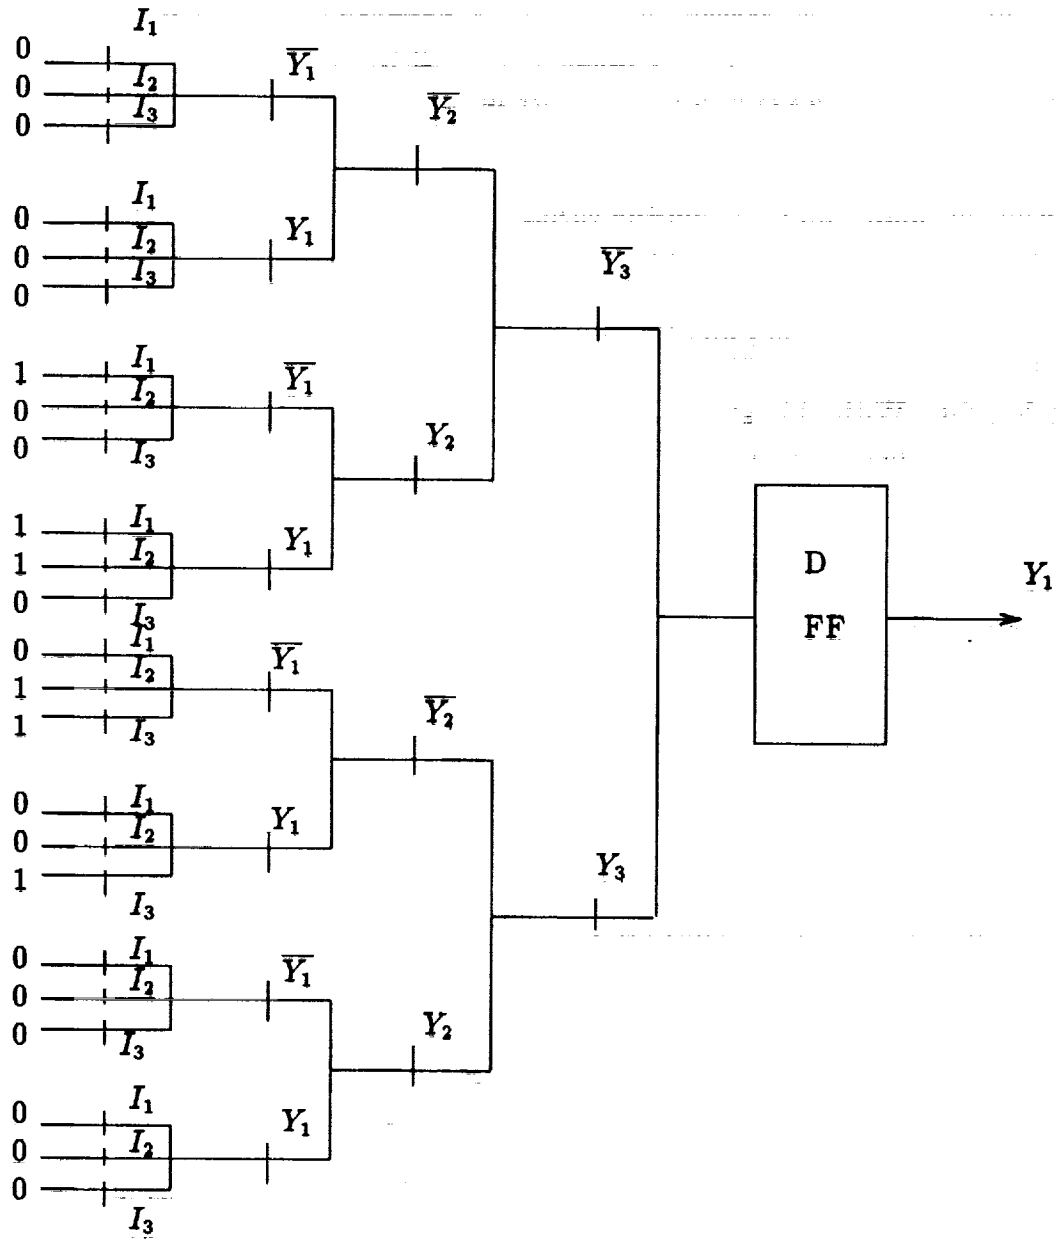 I₁
0
Y̅₁
0 I₂
Y̅₂
0 I₃
I₁
0
Y₁
0 I₂
Y̅₃
0 I₃
1 I₁
Y̅₁
0 I₂
Y₂
0 I₃
1 I₁
Y₁
1 I₂
D
Y₁
0 I₃
FF
0 I₁
Y̅₁
1 I₂
Y̅₂
1 I₃
0 I₁
Y₁
0 I₂
Y₃
1
I₃
0 I₁
Y̅₁
0 I₂
Y₂
0 I₃
0 I₁
Y₁
0 I₂
0
I₃